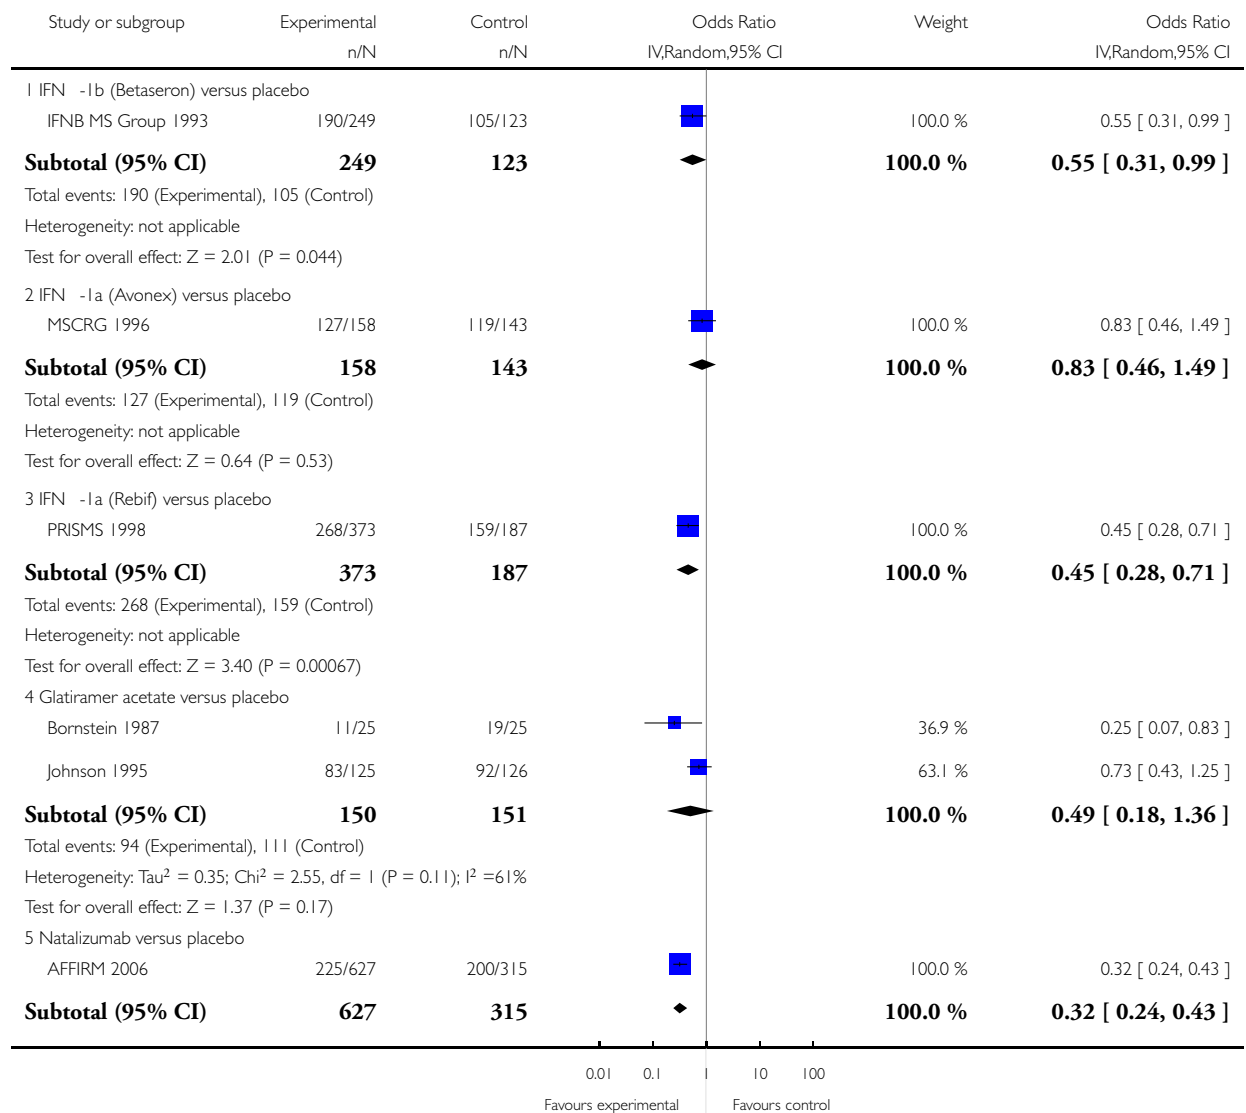 Study or subgroup Experimental Control Odds Ratio Weight Odds Ratio
n/N n/N IV,Random,95% CI IV,Random,95% CI
1 IFN -1b (Betaseron) versus placebo
IFNB MS Group 1993 190/249 105/123 100.0 % 0.55 [ 0.31, 0.99 ]
Subtotal (95% CI) 249 123 100.0 % 0.55 [ 0.31, 0.99 ]
Total events: 190 (Experimental), 105 (Control)
Heterogeneity: not applicable
Test for overall effect: Z = 2.01 (P = 0.044)
2 IFN -1a (Avonex) versus placebo
MSCRG 1996 127/158 119/143 100.0 % 0.83 [ 0.46, 1.49 ]
Subtotal (95% CI) 158 143 100.0 % 0.83 [ 0.46, 1.49 ]
Total events: 127 (Experimental), 119 (Control)
Heterogeneity: not applicable
Test for overall effect: Z = 0.64 (P = 0.53)
3 IFN -1a (Rebif) versus placebo
PRISMS 1998 268/373 159/187 100.0 % 0.45 [ 0.28, 0.71 ]
Subtotal (95% CI) 373 187 100.0 % 0.45 [ 0.28, 0.71 ]
Total events: 268 (Experimental), 159 (Control)
Heterogeneity: not applicable
Test for overall effect: Z = 3.40 (P = 0.00067)
4 Glatiramer acetate versus placebo
Bornstein 1987 11/25 19/25 36.9 % 0.25 [ 0.07, 0.83 ]
Johnson 1995 83/125 92/126 63.1 % 0.73 [ 0.43, 1.25 ]
Subtotal (95% CI) 150 151 100.0 % 0.49 [ 0.18, 1.36 ]
Total events: 94 (Experimental), 111 (Control)
Heterogeneity: Tau² = 0.35; Chi² = 2.55, df = 1 (P = 0.11); I² =61%
Test for overall effect: Z = 1.37 (P = 0.17)
5 Natalizumab versus placebo
AFFIRM 2006 225/627 200/315 100.0 % 0.32 [ 0.24, 0.43 ]
Subtotal (95% CI) 627 315 100.0 % 0.32 [ 0.24, 0.43 ]
0.01 0.1 1 10 100
Favours experimental Favours control